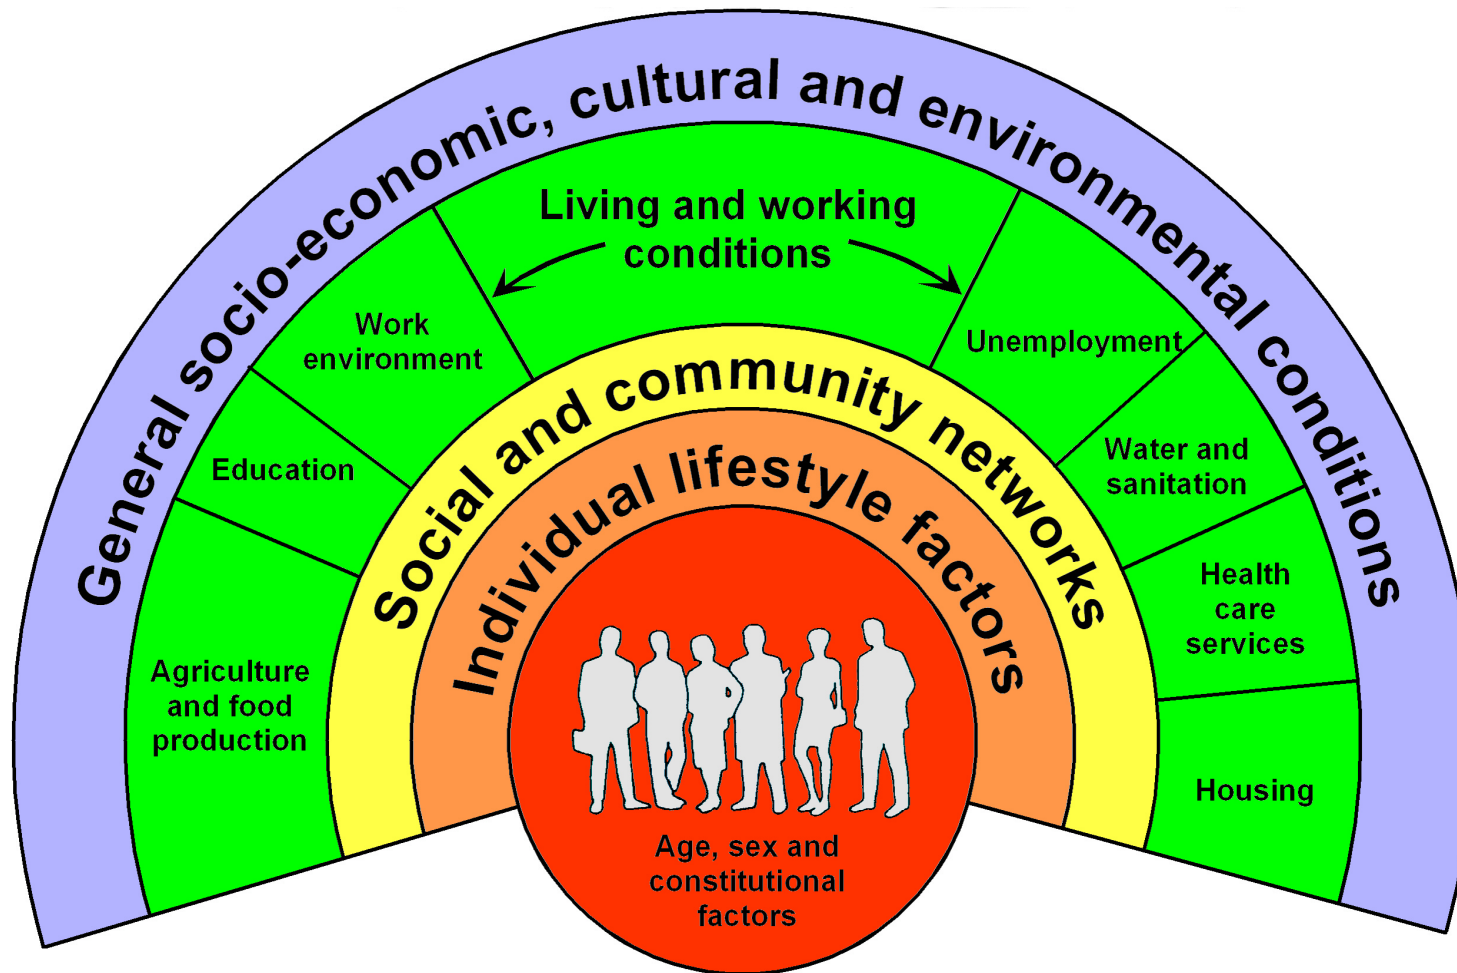 General socio-economic, cultural and environmental conditions
Living and working
conditions
Work
environment
Unemployment
Education
Water and
sanitation
Agriculture
and food
production
Health
care
services
Housing
Social and community networks
Individual lifestyle factors
Age, sex and
constitutional
factors